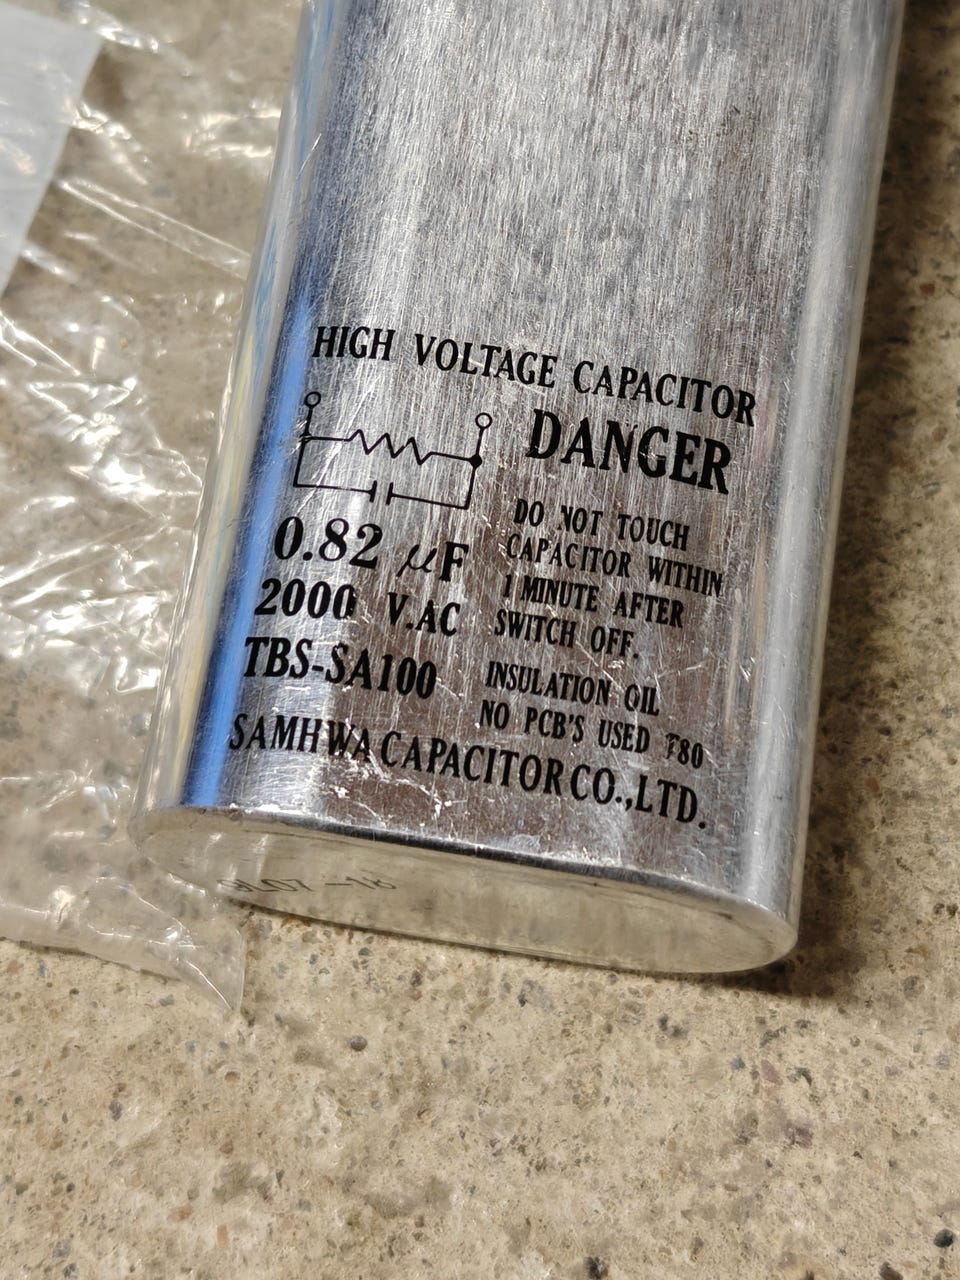 HIGH VOLTAGE CAPACITOR
0.82 µF
2000 V.AC
TBS-SA100
DANGER
DO NOT TOUCH
CAPACITOR WITHIN
1 MINUTE AFTER
SWITCH OFF.
INSULATION OIL
NO PCB'S USED T80
SAMHWA CAPACITOR CO.,LTD.